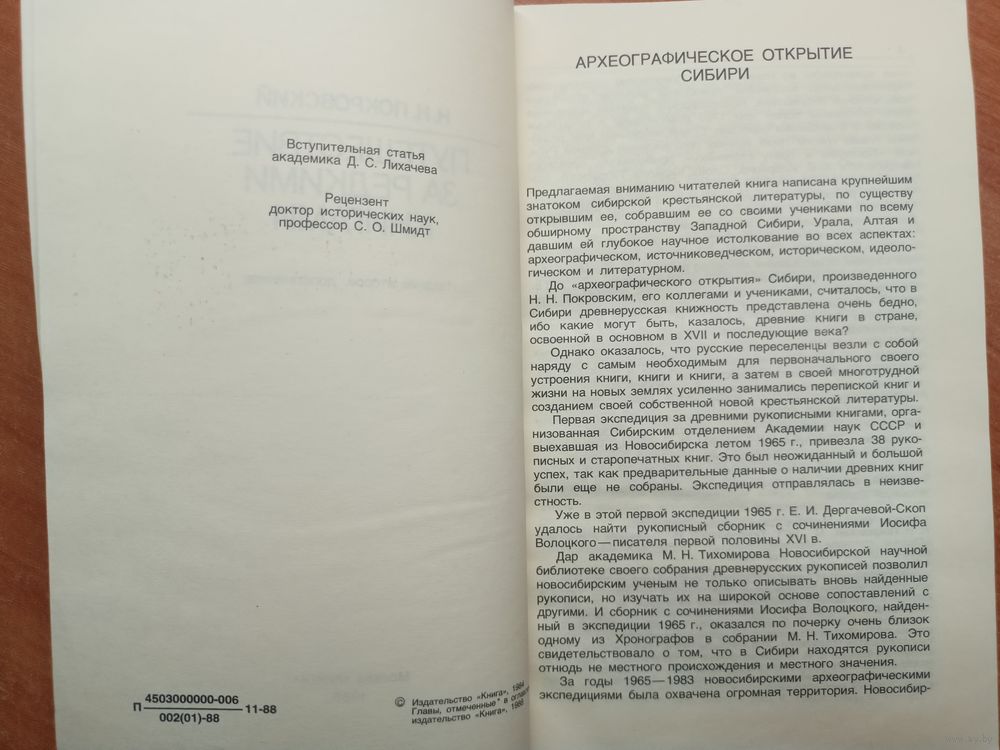 Вступительная статья
академика Д. С. Лихачева
Рецензент
доктор исторических наук,
профессор С. О. Шмидт
П 4503000000-006 11-88
002(01)-88
© Издательство «Книга», 1984
Главы, отмеченные * в
издательство «Книга», 1988
АРХЕОГРАФИЧЕСКОЕ ОТКРЫТИЕ
СИБИРИ
Предлагаемая вниманию читателей книга написана крупнейшим
знатоком сибирской крестьянской литературы, по существу
открывшим ее, собравшим ее со своими учениками по всему
обширному пространству Западной Сибири, Урала, Алтая и
давшим ей глубокое научное истолкование во всех аспектах:
археографическом, источниковедческом, историческом, идеоло-
гическом и литературном.
До «археографического открытия» Сибири, произведенного
Н. Н. Покровским, его коллегами и учениками, считалось, что в
Сибири древнерусская книжность представлена очень бедно,
ибо какие могут быть, казалось, древние книги в стране,
освоенной в основном в XVII и последующие века?
Однако оказалось, что русские переселенцы везли с собой
наряду с самым необходимым для первоначального своего
устроения книги, книги и книги, а затем в своей многотрудной
жизни на новых землях усиленно занимались перепиской книг и
созданием своей собственной новой крестьянской литературы.
Первая экспедиция за древними рукописными книгами, орга-
низованная Сибирским отделением Академии наук СССР и
выехавшая из Новосибирска летом 1965 г., привезла 38 руко-
писных и старопечатных книг. Это был неожиданный и большой
успех, так как предварительные данные о наличии древних книг
были еще не собраны. Экспедиция отправлялась в неизве-
стность.
Уже в этой первой экспедиции 1965 г. Е. И. Дергачевой-Скоп
удалось найти рукописный сборник с сочинениями Иосифа
Волоцкого — писателя первой половины XVI в.
Дар академика М. Н. Тихомирова Новосибирской научной
библиотеке своего собрания древнерусских рукописей позволил
новосибирским ученым не только описывать вновь найденные
рукописи, но изучать их на широкой основе сопоставлений с
другими. И сборник с сочинениями Иосифа Волоцкого, найден-
ный в экспедиции 1965 г., оказался по почерку очень близок
одному из Хронографов в собрании М. Н. Тихомирова. Это
свидетельствовало о том, что в Сибири находятся рукописи
отнюдь не местного происхождения и местного значения.
За годы 1965 — 1983 новосибирскими археографическими
экспедициями была охвачена огромная территория. Новосибир-